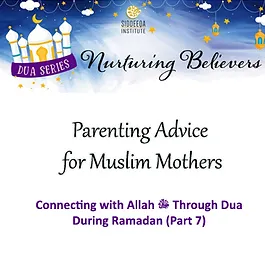 SIDDEEQA
INSTITUTE
DUA SERIES
Nurturing Believers
Parenting Advice
for Muslim Mothers
Connecting with Allah ﷻ Through Dua
During Ramadan (Part 7)